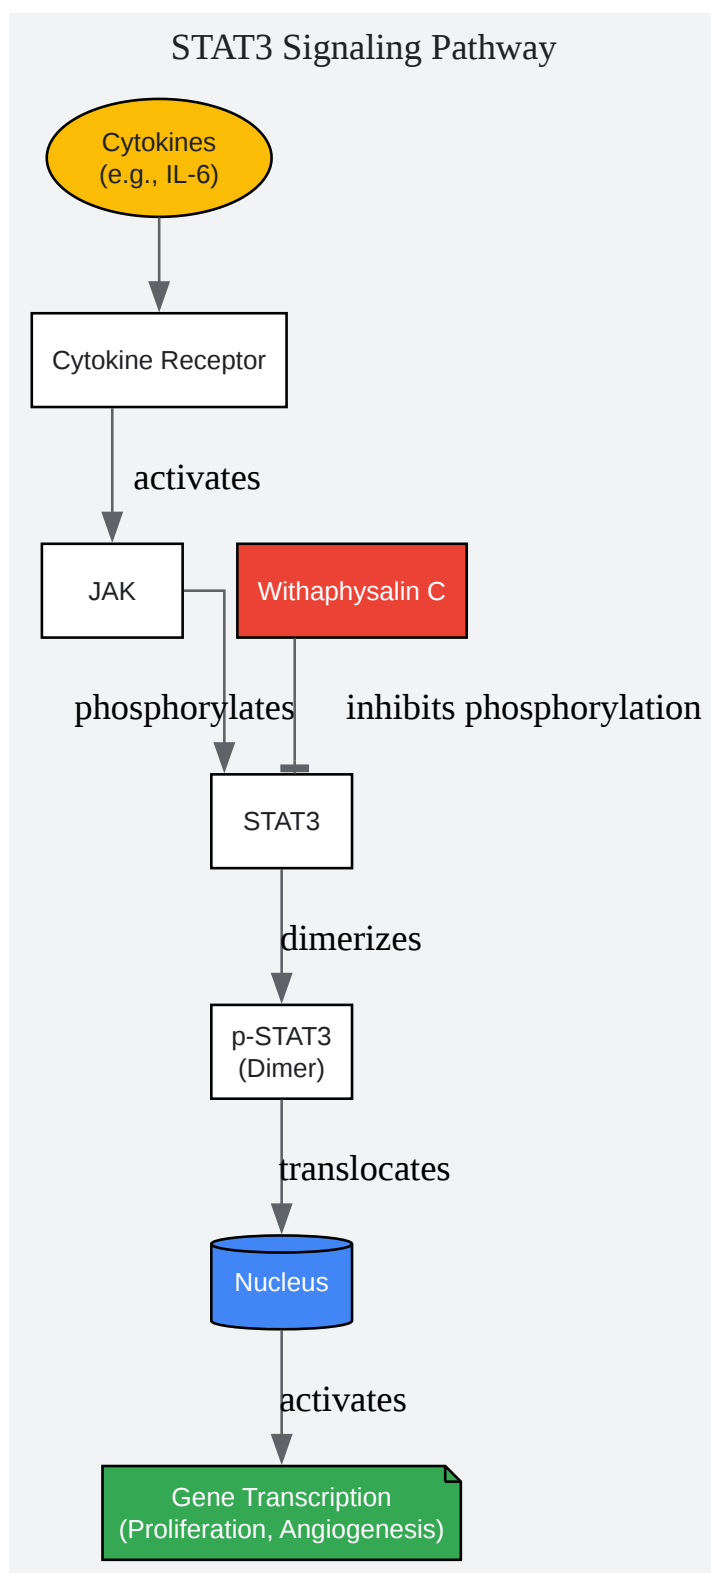 STAT3 Signaling Pathway
Cytokines
(e.g., IL-6)
Cytokine Receptor
activates
JAK
Withaphysalin C
phosphorylates
inhibits phosphorylation
STAT3
dimerizes
p-STAT3
(Dimer)
translocates
Nucleus
activates
Gene Transcription
(Proliferation, Angiogenesis)